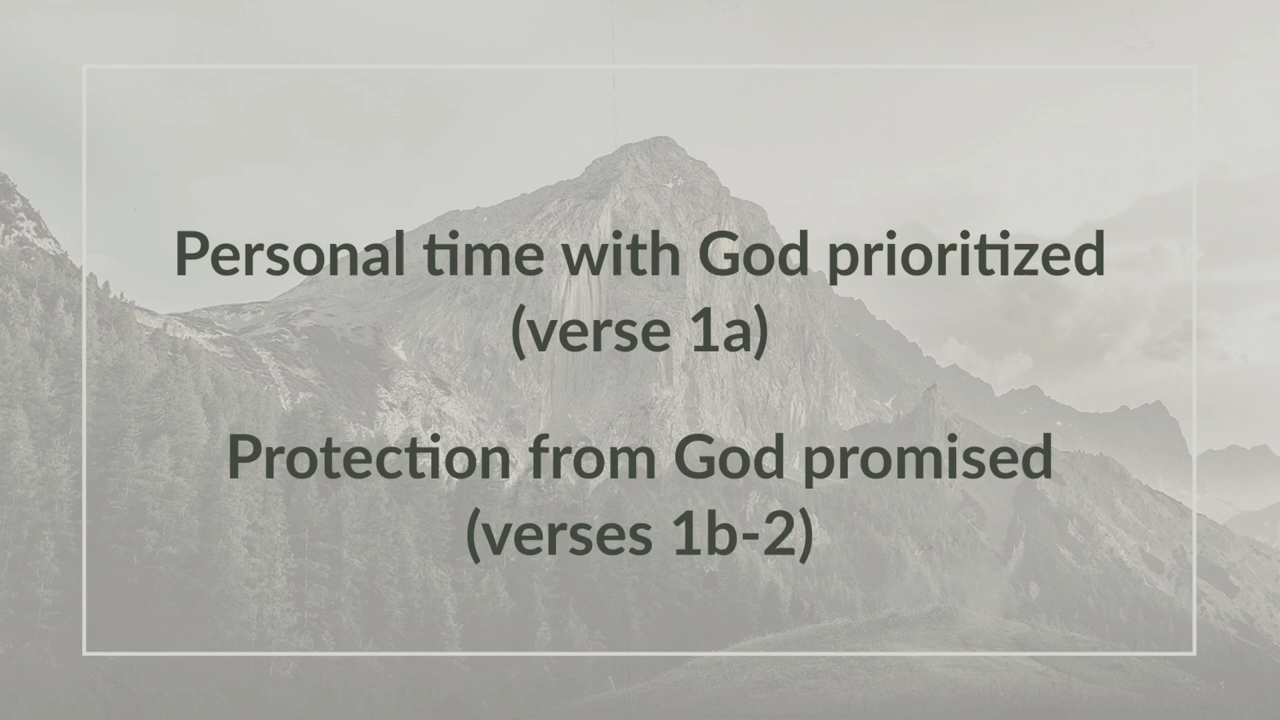 Personal time with God prioritized
(verse 1a)
Protection from God promised
(verses 1b-2)